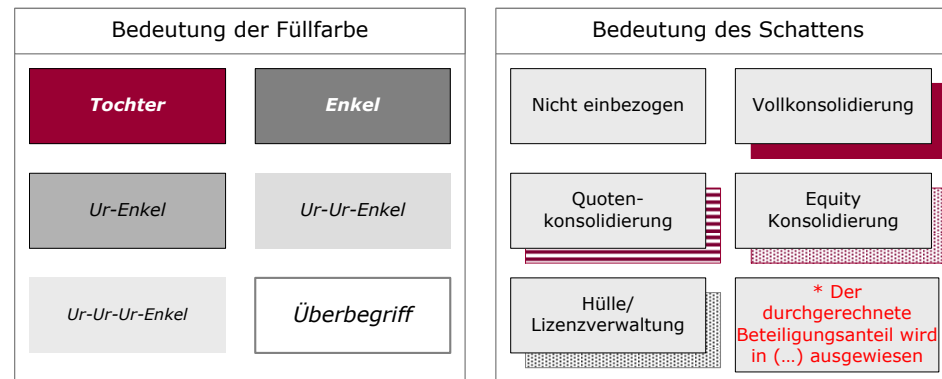 Bedeutung der Füllfarbe
Tochter
Enkel
Ur-Enkel
Ur-Ur-Enkel
Ur-Ur-Ur-Enkel
Überbegriff
Bedeutung des Schattens
Nicht einbezogen
Vollkonsolidierung
Quoten-
konsolidierung
Equity
Konsolidierung
Hülle/
Lizenzverwaltung
* Der
durchgerechnete
Beteiligungsanteil wird
in (...) ausgewiesen